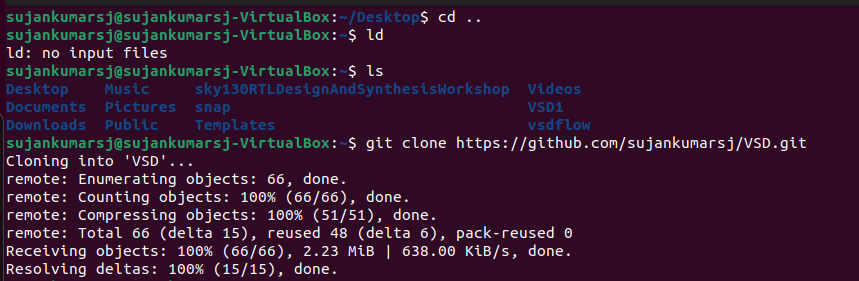 sujankumarsj@sujankumarsj-VirtualBox:~/Desktop$ cd ..
sujankumarsj@sujankumarsj-VirtualBox:~$ ld
ld: no input files
sujankumarsj@sujankumarsj-VirtualBox:~$ ls
Desktop    Music     sky130RTLDesignAndSynthesisWorkshop  Videos
Documents  Pictures  snap                                 VSD1
Downloads  Public    Templates                            vsdflow
sujankumarsj@sujankumarsj-VirtualBox:~$ git clone https://github.com/sujankumarsj/VSD.git
Cloning into 'VSD'...
remote: Enumerating objects: 66, done.
remote: Counting objects: 100% (66/66), done.
remote: Compressing objects: 100% (51/51), done.
remote: Total 66 (delta 15), reused 48 (delta 6), pack-reused 0
Receiving objects: 100% (66/66), 2.23 MiB | 638.00 KiB/s, done.
Resolving deltas: 100% (15/15), done.